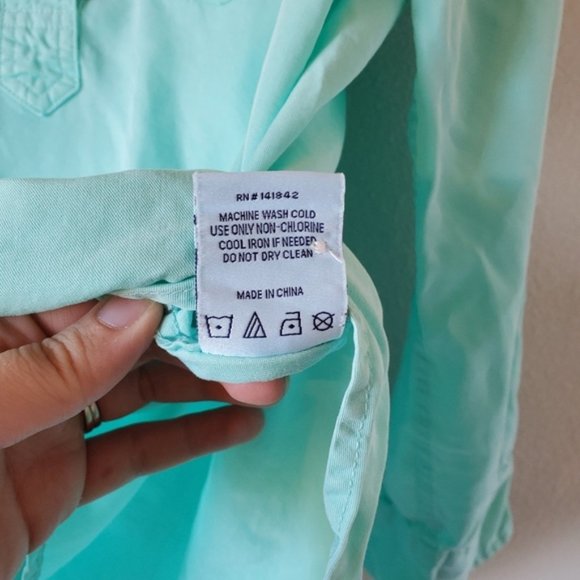 RN# 141942
MACHINE WASH COLD
USE ONLY NON-CHLORINE
COOL IRON IF NEEDED
DO NOT DRY CLEAN
MADE IN CHINA